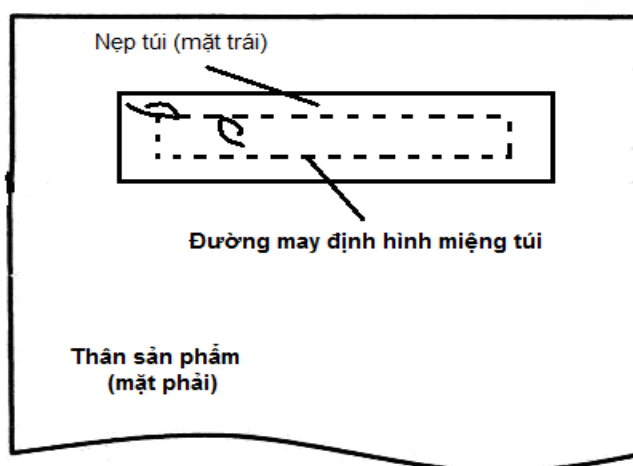 Nẹp túi (mặt trái)
Đường may định hình miệng túi
Thân sản phẩm
(mặt phải)